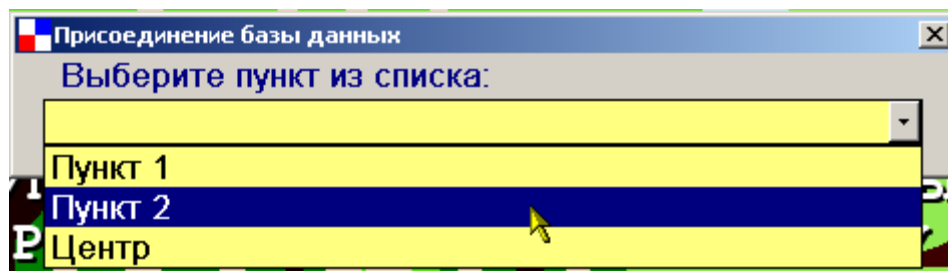 Присоединение базы данных
Выберите пункт из списка:
Пункт 1
Пункт 2
Центр